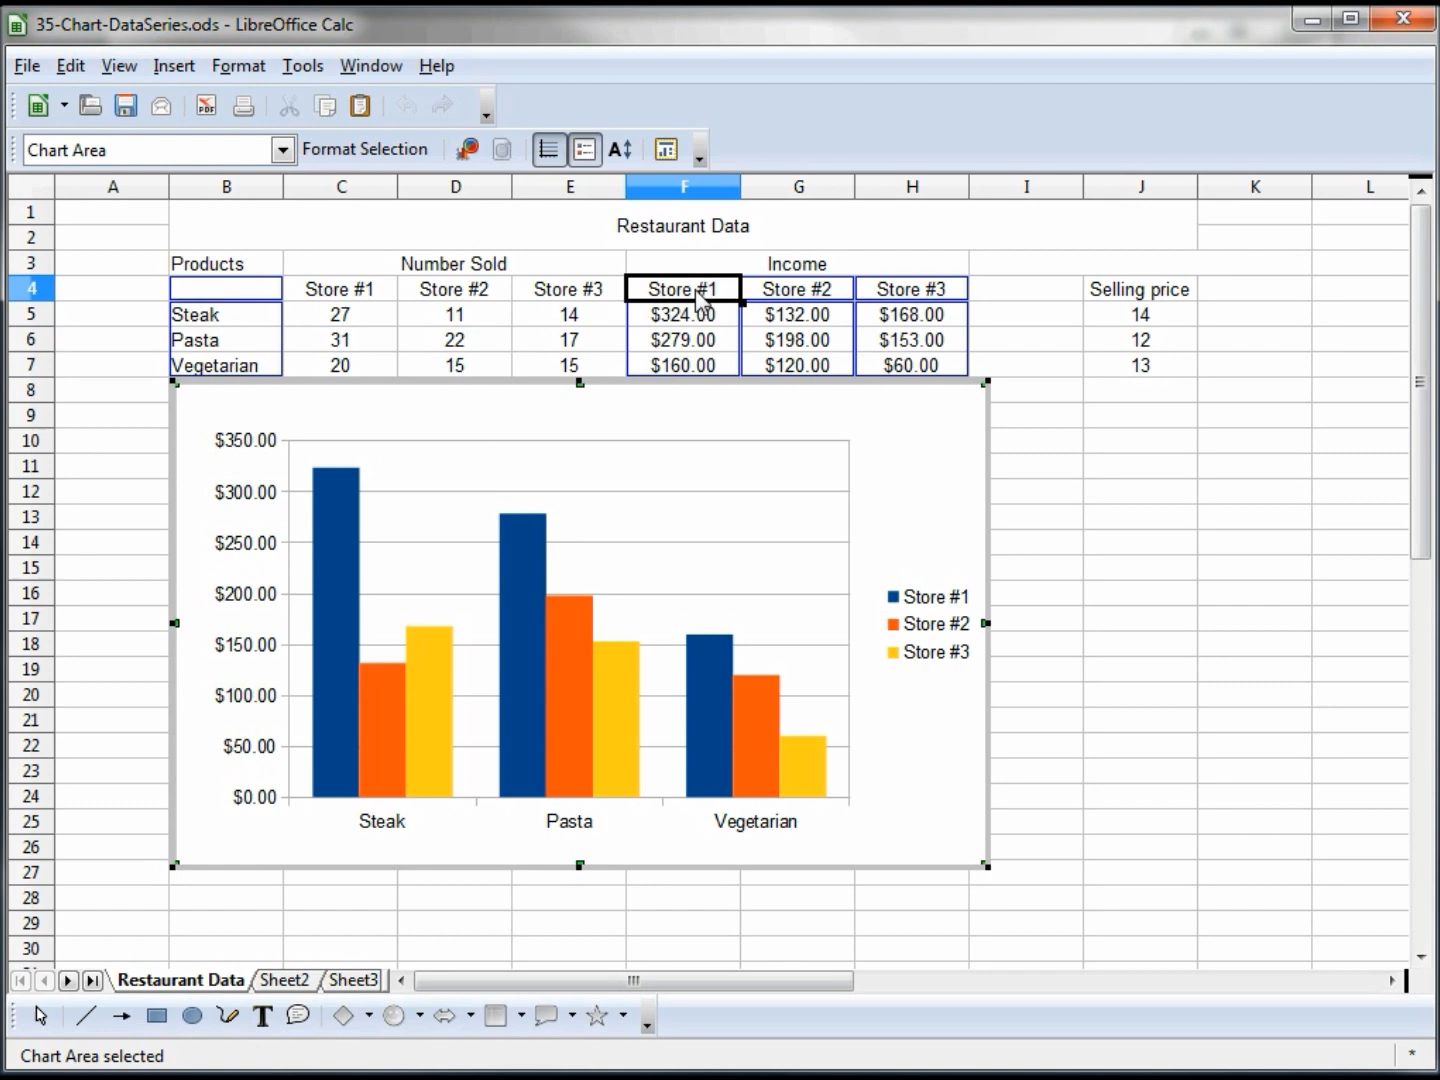 35-Chart-DataSeries.ods - LibreOffice Calc
File Edit View Insert Format Tools Window Help
PDF
Chart Area Format Selection
A B C D E F G H I J K L
1
2 Restaurant Data
3 Products Number Sold Income
4 Store #1 Store #2 Store #3 Store #1 Store #2 Store #3 Selling price
5 Steak 27 11 14 $324.00 $132.00 $168.00 14
6 Pasta 31 22 17 $279.00 $198.00 $153.00 12
7 Vegetarian 20 15 15 $160.00 $120.00 $60.00 13
8
9
10 $350.00
11
12 $300.00
13
14 $250.00
15
16 $200.00 Store #1
17 Store #2
18 $150.00 Store #3
19
20 $100.00
21
22 $50.00
23
24 $0.00
25 Steak Pasta Vegetarian
26
27
28
29
30
Restaurant Data Sheet2 Sheet3
T
Chart Area selected *